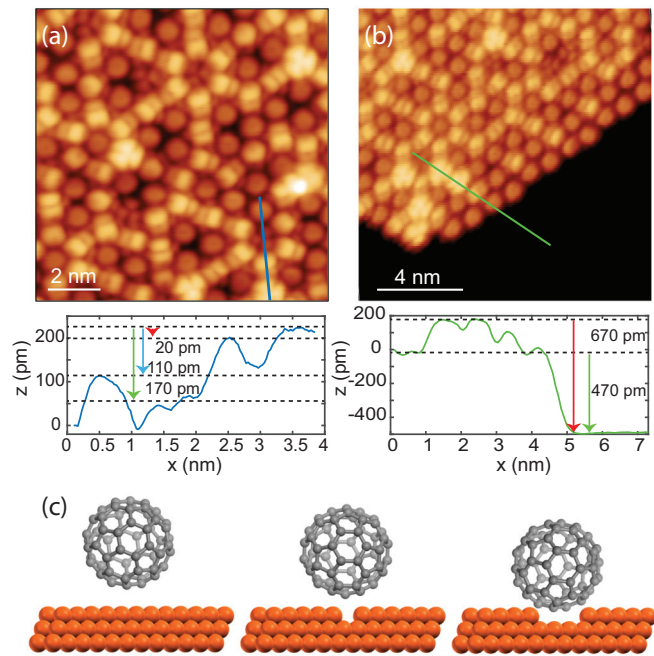 (a)
2 nm
(b)
4 nm
200
100
0
z (pm)
20 pm
110 pm
170 pm
0 0.5 1 1.5 2 2.5 3 3.5 4
x (nm)
200
0
-200
-400
z (pm)
670 pm
470 pm
0 1 2 3 4 5 6 7
x (nm)
(c)